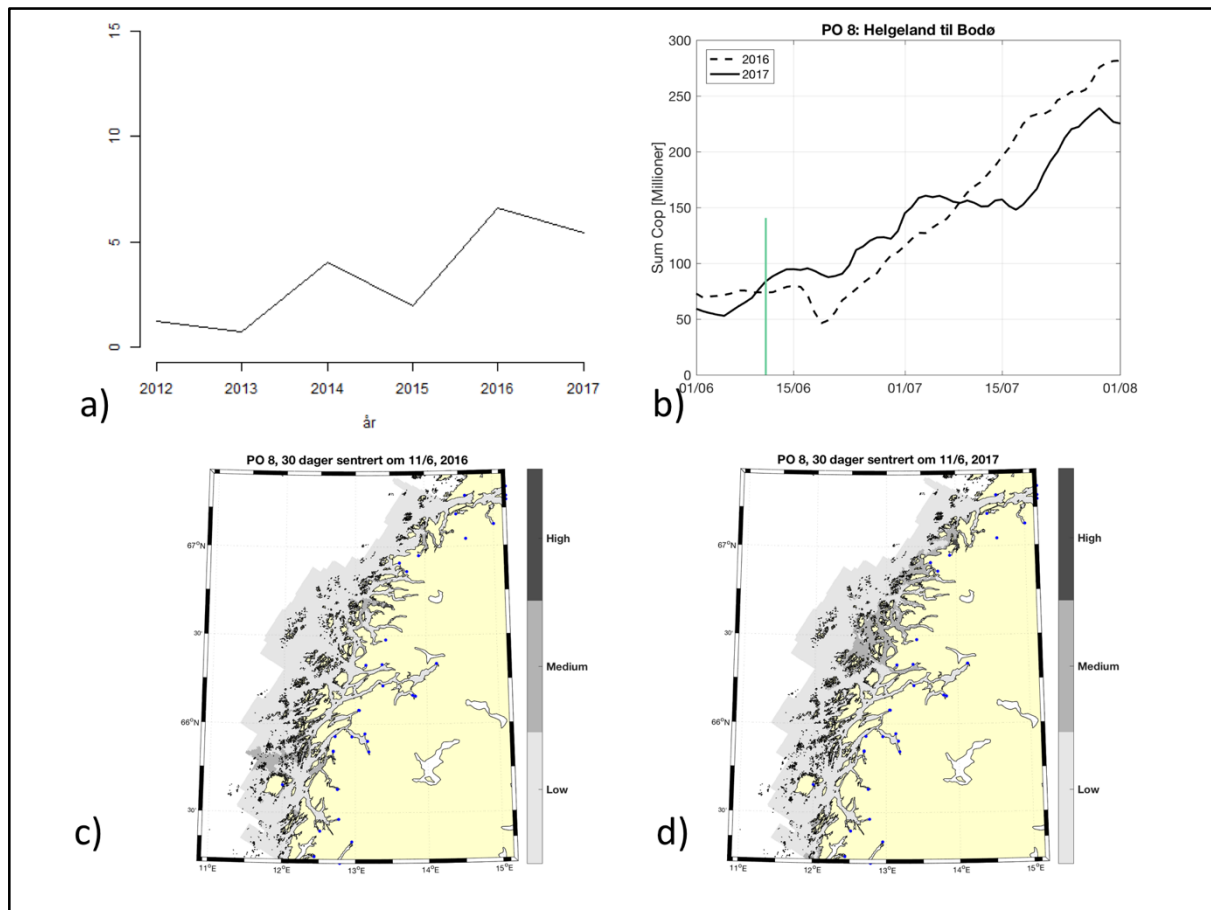 15
10
5
0
2012 2013 2014 2015 2016 2017
år
a)
PO 8: Helgeland til Bodø
2016
2017
Sum Cop [Millioner]
300
250
200
150
100
50
0
01/06 15/06 01/07 15/07 01/08
b)
PO 8, 30 dager sentrert om 11/6, 2016
67°N
30'
66°N
30'
11°E 12°E 13°E 14°E 15°E
High
Medium
Low
c)
PO 8, 30 dager sentrert om 11/6, 2017
67°N
30'
66°N
30'
11°E 12°E 13°E 14°E 15°E
High
Medium
Low
d)